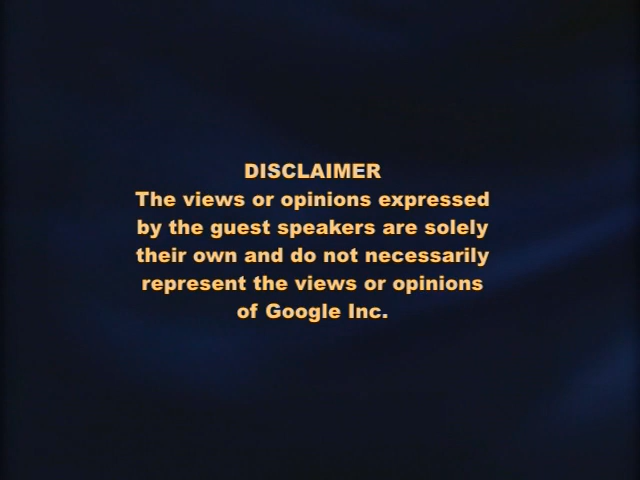 DISCLAIMER
The views or opinions expressed
by the guest speakers are solely
their own and do not necessarily
represent the views or opinions
of Google Inc.